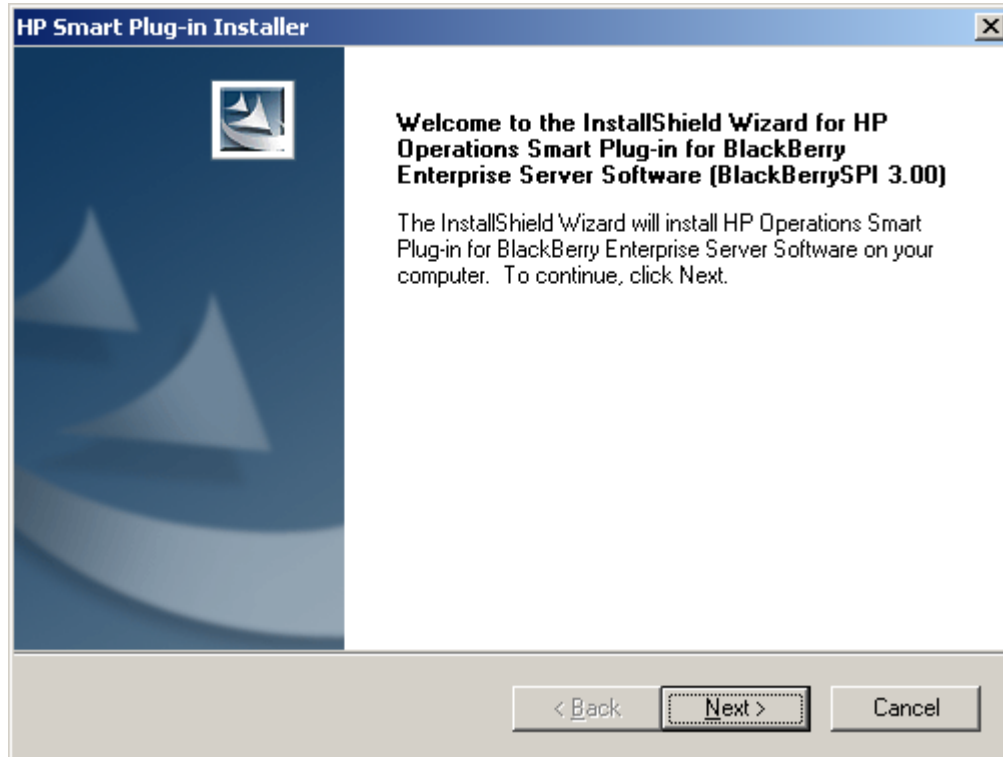 HP Smart Plug-in Installer
Welcome to the InstallShield Wizard for HP
Operations Smart Plug-in for BlackBerry
Enterprise Server Software (BlackBerrySPI 3.00)
The InstallShield Wizard will install HP Operations Smart
Plug-in for BlackBerry Enterprise Server Software on your
computer. To continue, click Next.
< Back Next > Cancel